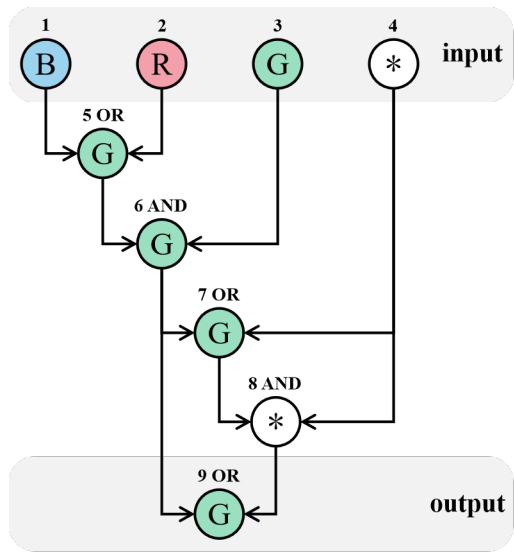 1 2 3 4
B R G * input
5 OR
G
6 AND
G
7 OR
G
8 AND
*
9 OR
G output